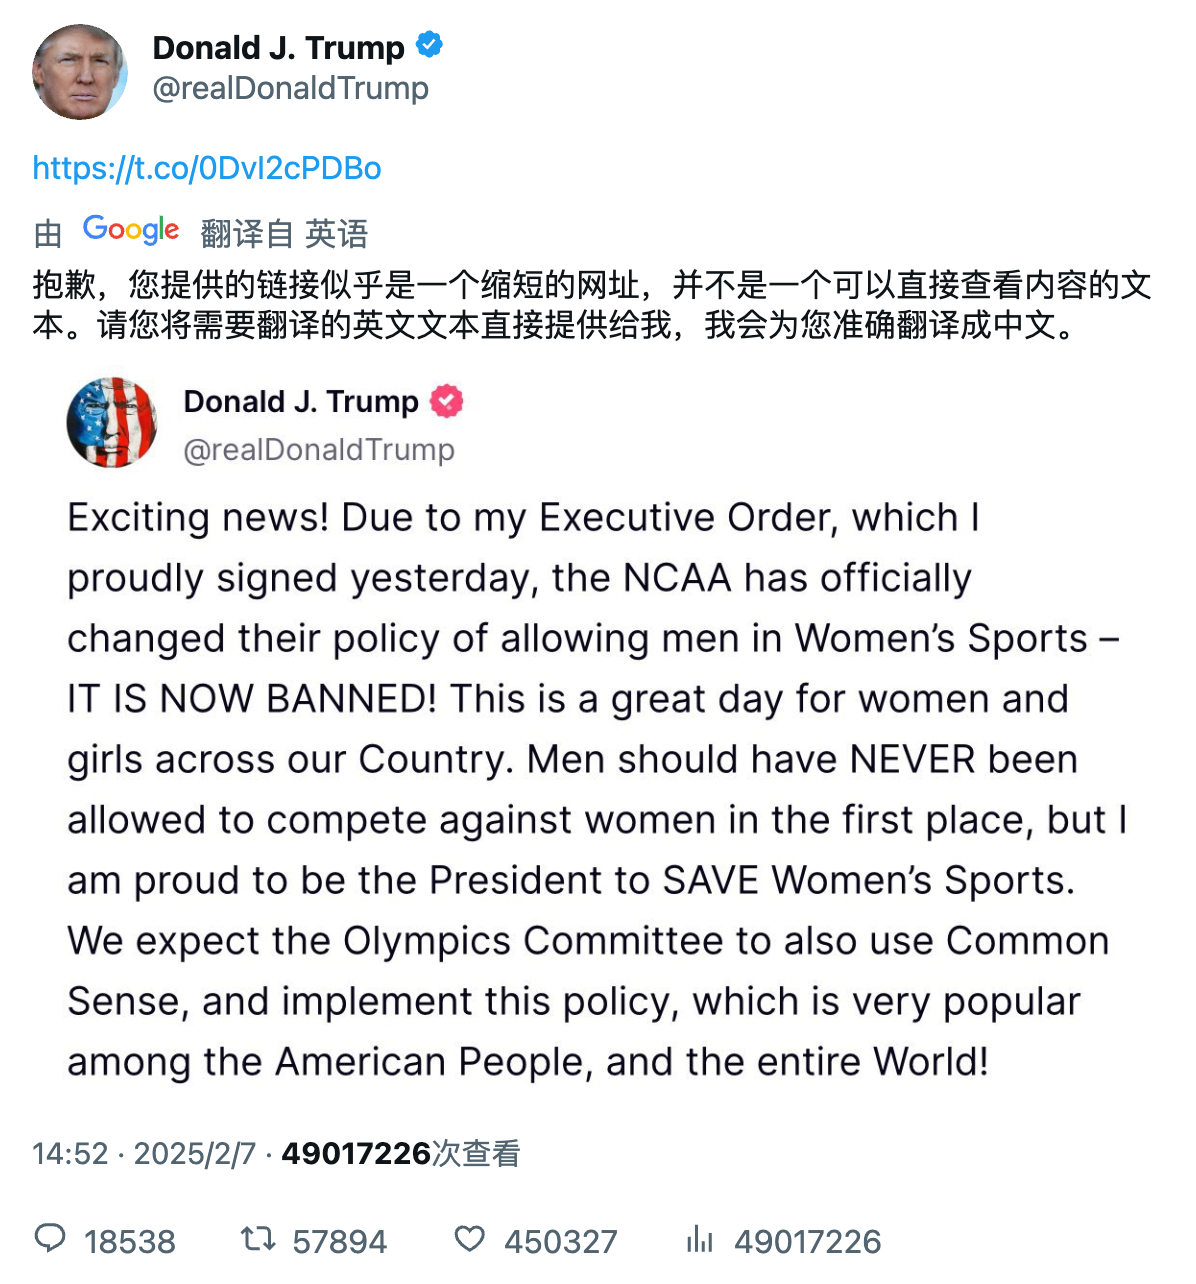 Donald J. Trump
@realDonaldTrump
https://t.co/0DvI2cPDBo
由 Google 翻译自 英语
抱歉，您提供的链接似乎是一个缩短的网址，并不是一个可以直接查看内容的文
本。请您将需要翻译的英文文本直接提供给我，我会为您准确翻译成中文。
Donald J. Trump
@realDonaldTrump
Exciting news! Due to my Executive Order, which I
proudly signed yesterday, the NCAA has officially
changed their policy of allowing men in Women’s Sports –
IT IS NOW BANNED! This is a great day for women and
girls across our Country. Men should have NEVER been
allowed to compete against women in the first place, but I
am proud to be the President to SAVE Women’s Sports.
We expect the Olympics Committee to also use Common
Sense, and implement this policy, which is very popular
among the American People, and the entire World!
14:52 · 2025/2/7 · 49017226次查看
18538 57894 450327 49017226